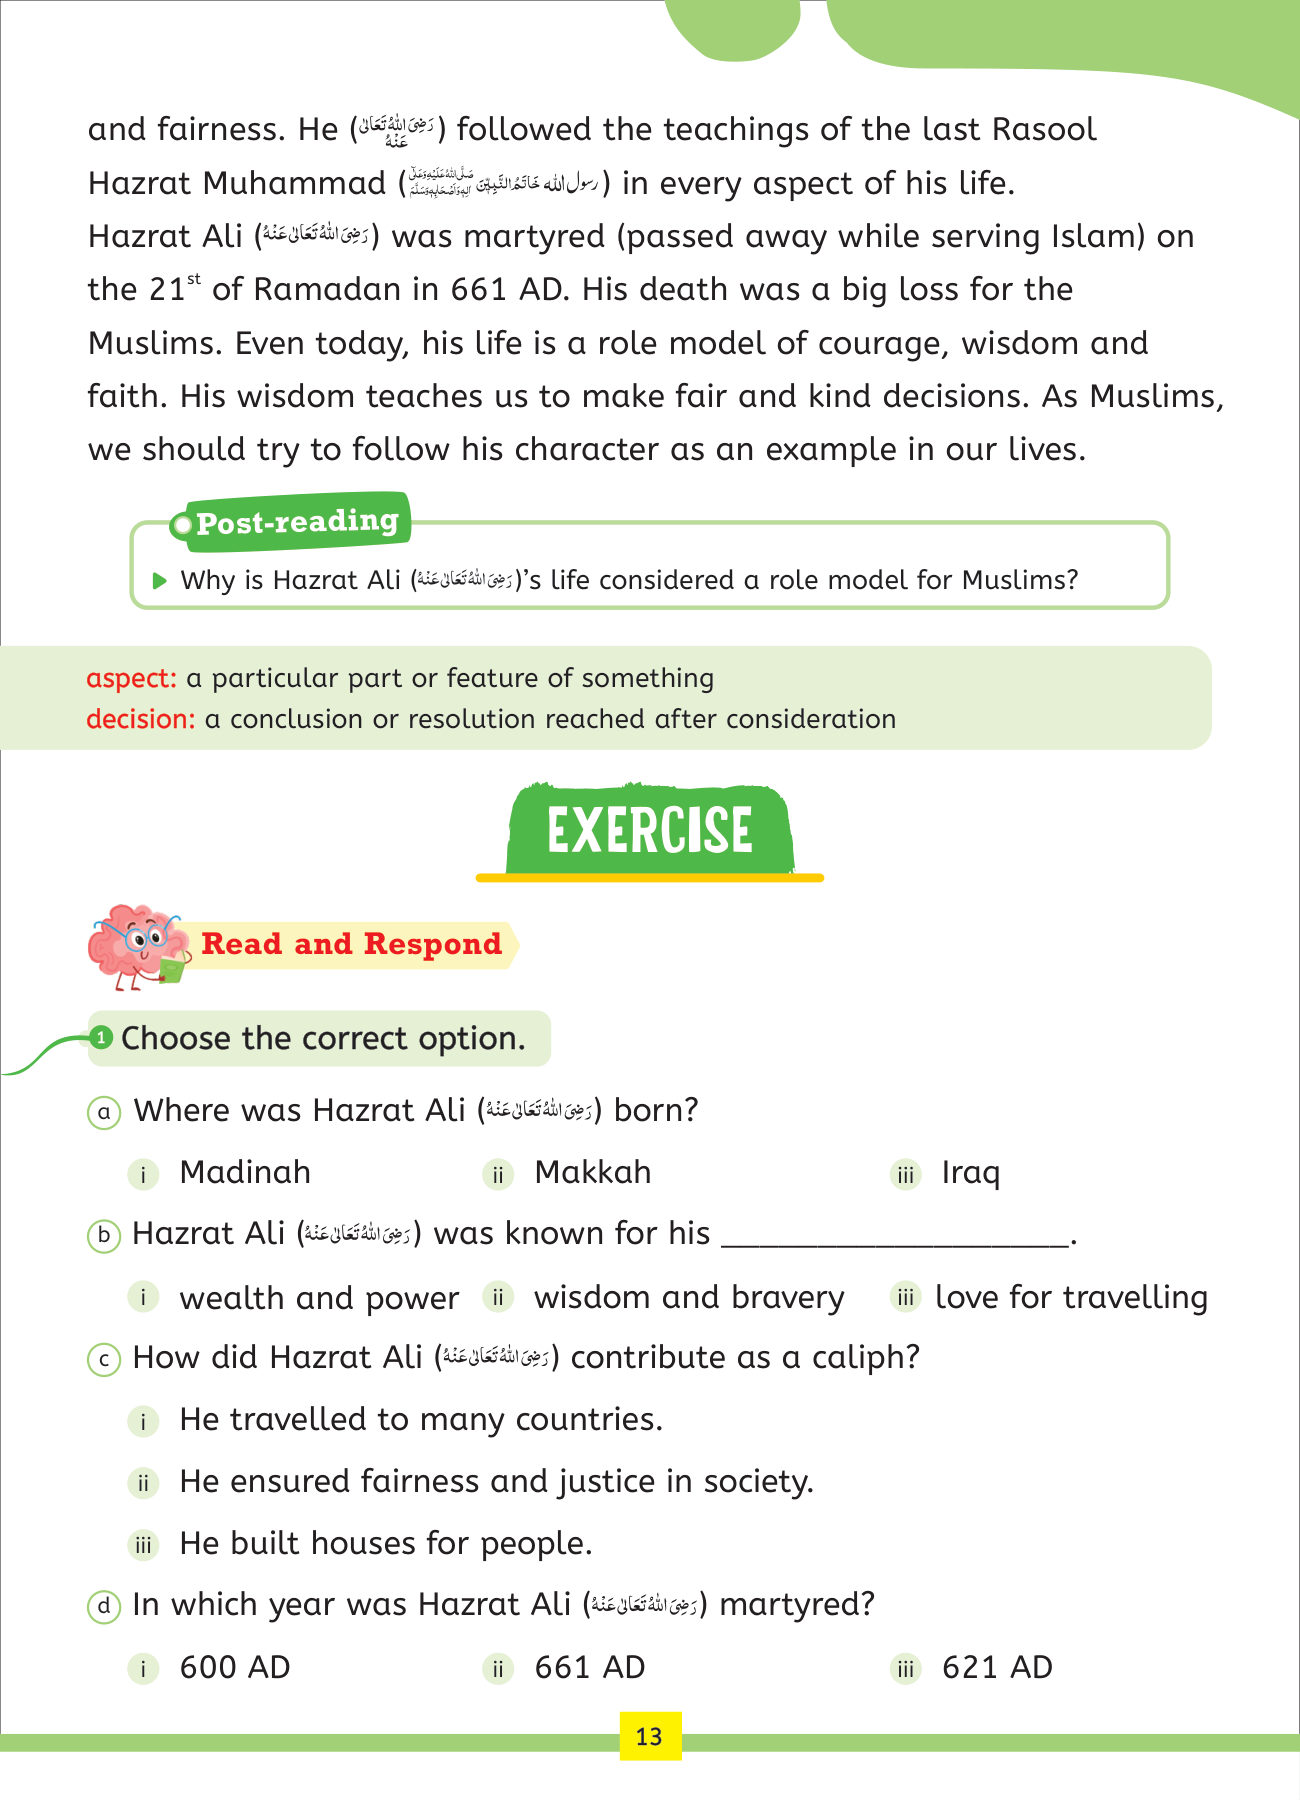 and fairness. He (رَضِیَ اللہُ تَعَالٰی عَنْہُ) followed the teachings of the last Rasool
Hazrat Muhammad (رسول اللہ خَاتَمُ النَّبِیّٖنَ صَلَّی اللہُ عَلَیْہِ وَعَلٰٓی اٰلِہٖ وَاَصْحَابِہٖ وَسَلَّمَ) in every aspect of his life.
Hazrat Ali (رَضِیَ اللہُ تَعَالٰی عَنْہُ) was martyred (passed away while serving Islam) on
the 21st of Ramadan in 661 AD. His death was a big loss for the
Muslims. Even today, his life is a role model of courage, wisdom and
faith. His wisdom teaches us to make fair and kind decisions. As Muslims,
we should try to follow his character as an example in our lives.
Post-reading
Why is Hazrat Ali (رَضِیَ اللہُ تَعَالٰی عَنْہُ)’s life considered a role model for Muslims?
aspect: a particular part or feature of something
decision: a conclusion or resolution reached after consideration
EXERCISE
Read and Respond
1 Choose the correct option.
a Where was Hazrat Ali (رَضِیَ اللہُ تَعَالٰی عَنْہُ) born?
i Madinah ii Makkah iii Iraq
b Hazrat Ali (رَضِیَ اللہُ تَعَالٰی عَنْہُ) was known for his ____________________.
i wealth and power ii wisdom and bravery iii love for travelling
c How did Hazrat Ali (رَضِیَ اللہُ تَعَالٰی عَنْہُ) contribute as a caliph?
i He travelled to many countries.
ii He ensured fairness and justice in society.
iii He built houses for people.
d In which year was Hazrat Ali (رَضِیَ اللہُ تَعَالٰی عَنْہُ) martyred?
i 600 AD ii 661 AD iii 621 AD
13